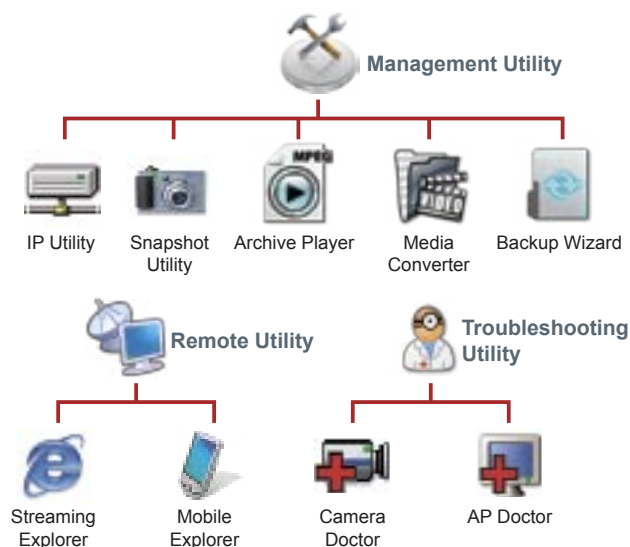 Management Utility
MPEG
IP Utility
Snapshot
Utility
Archive Player
Media
Converter
Backup Wizard
Remote Utility
Troubleshooting
Utility
Streaming
Explorer
Mobile
Explorer
Camera
Doctor
AP Doctor